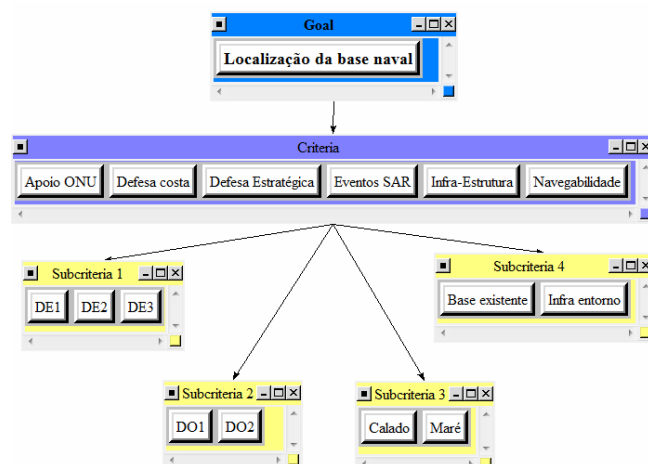 Goal
Localização da base naval
Criteria
Apoio ONU Defesa costa Defesa Estratégica Eventos SAR Infra-Estrutura Navegabilidade
Subcriteria 1
DE1 DE2 DE3
Subcriteria 4
Base existente Infra entorno
Subcriteria 2
DO1 DO2
Subcriteria 3
Calado Maré